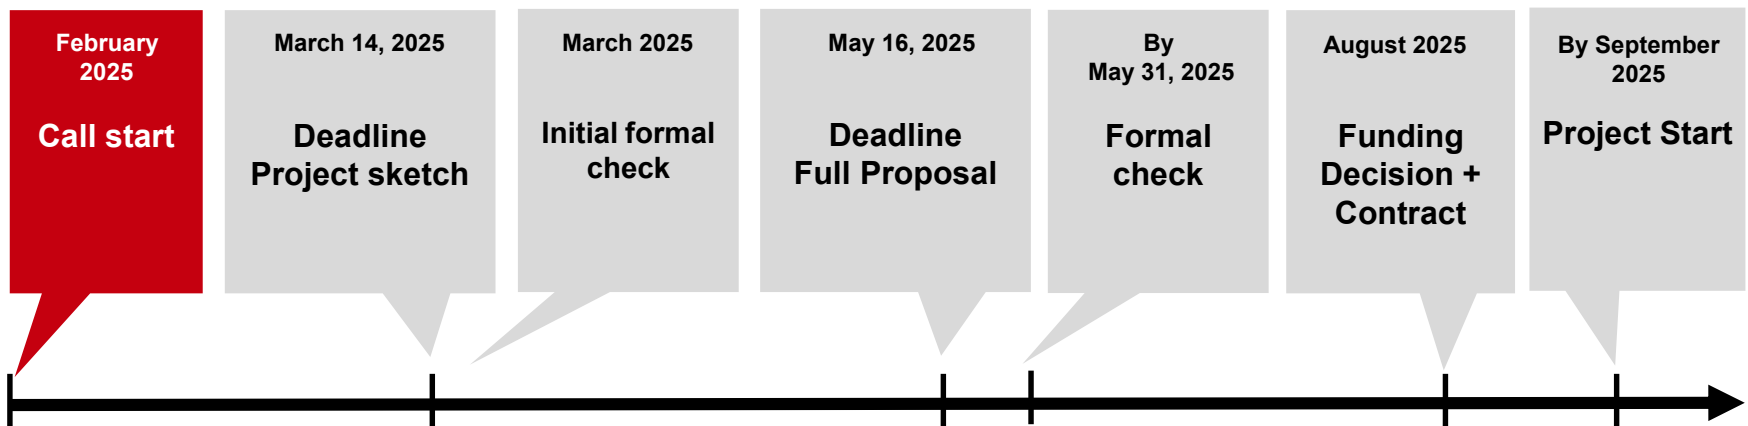 February
2025
Call start
March 14, 2025
Deadline
Project sketch
March 2025
Initial formal
check
May 16, 2025
Deadline
Full Proposal
By
May 31, 2025
Formal
check
August 2025
Funding
Decision +
Contract
By September
2025
Project Start